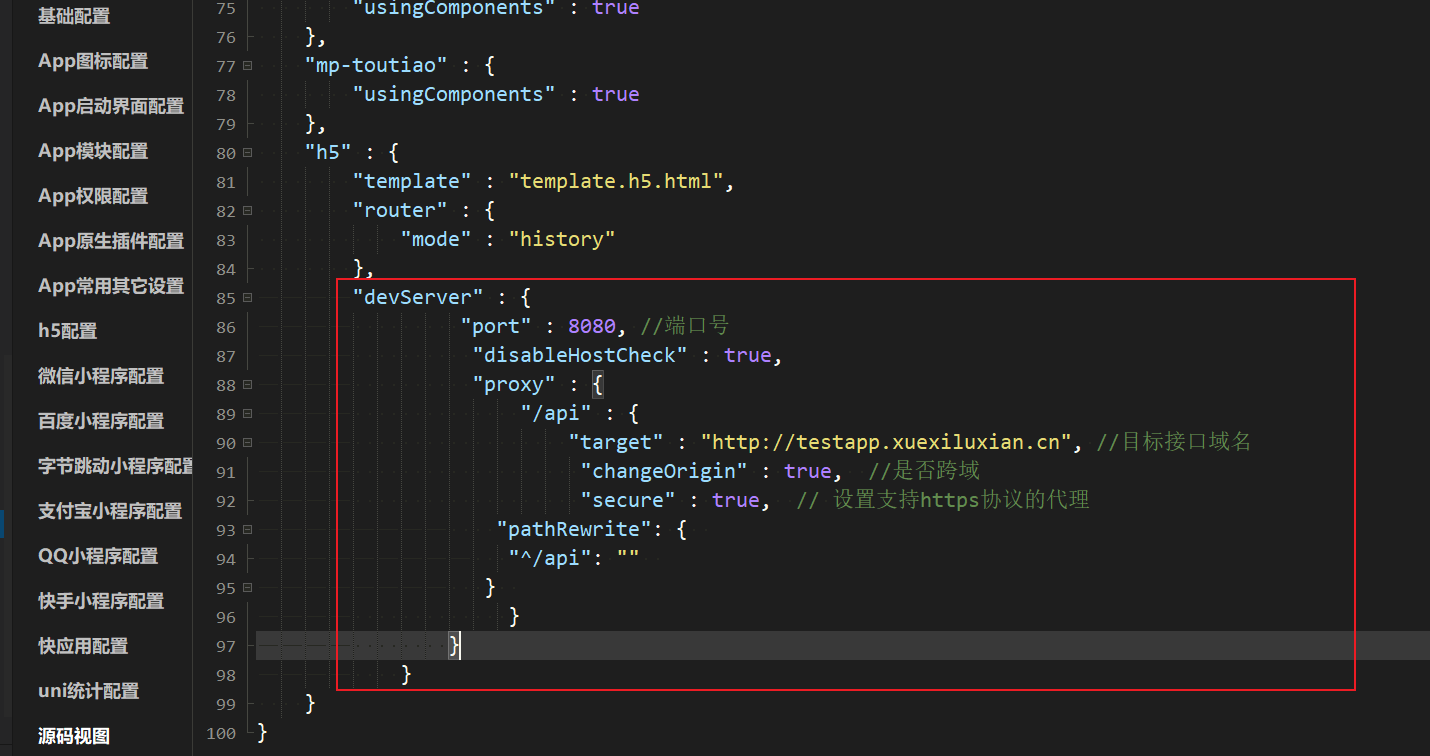 基础配置
App图标配置
App启动界面配置
App模块配置
App权限配置
App原生插件配置
App常用其它设置
h5配置
微信小程序配置
百度小程序配置
字节跳动小程序配置
支付宝小程序配置
QQ小程序配置
快手小程序配置
快应用配置
uni统计配置
源码视图
75 "usingComponents" : true
76 },
77 "mp-toutiao" : {
78 "usingComponents" : true
79 },
80 "h5" : {
81 "template" : "template.h5.html",
82 "router" : {
83 "mode" : "history"
84 },
85 "devServer" : {
86 "port" : 8080, //端口号
87 "disableHostCheck" : true,
88 "proxy" : {
89 "/api" : {
90 "target" : "http://testapp.xuexiluxian.cn", //目标接口域名
91 "changeOrigin" : true, //是否跨域
92 "secure" : true, // 设置支持https协议的代理
93 "pathRewrite": {
94 "^/api": ""
95 }
96 }
97 }
98 }
99 }
100 }